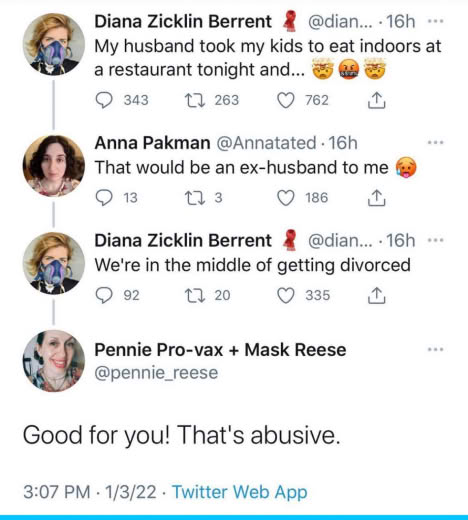 Diana Zicklin Berrent 🧣 @dian... · 16h
My husband took my kids to eat indoors at
a restaurant tonight and... 🤯🤬🤯
343 263 762
Anna Pakman @Annatated · 16h
That would be an ex-husband to me 🥵
13 3 186
Diana Zicklin Berrent 🧣 @dian... · 16h
We're in the middle of getting divorced
92 20 335
Pennie Pro-vax + Mask Reese
@pennie_reese
Good for you! That's abusive.
3:07 PM · 1/3/22 · Twitter Web App